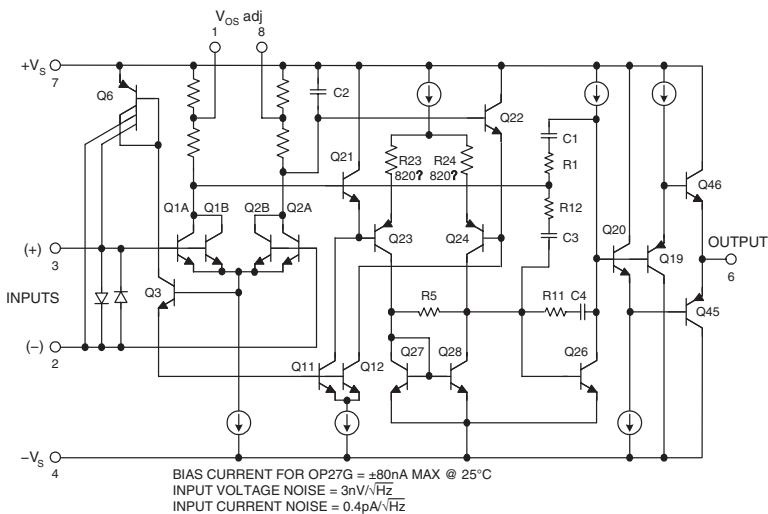 V_OS adj
1 8
+V_S
7
Q6
C2
Q22
C1
R1
R12
C3
R23
820?
R24
820?
Q21
Q46
Q20
Q1A Q1B Q2B Q2A
Q23
Q24
Q19
OUTPUT
6
(+)
3
INPUTS
Q3
R5
R11 C4
Q45
(−)
2
Q11
Q12
Q27
Q28
Q26
−V_S
4
BIAS CURRENT FOR OP27G = ±80nA MAX @ 25°C
INPUT VOLTAGE NOISE = 3nV/√Hz
INPUT CURRENT NOISE = 0.4pA/√Hz